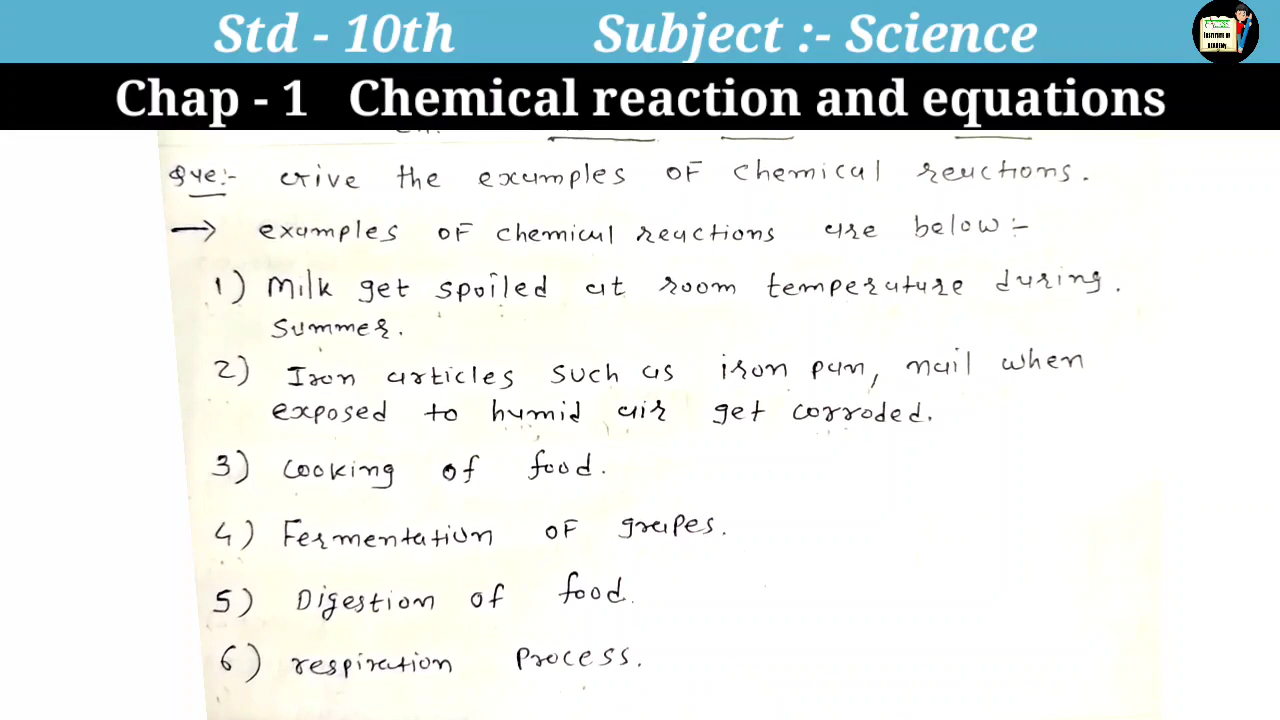 Std - 10th Subject :- Science
Chap - 1 Chemical reaction and equations
Que:- Give the examples of chemical reactions.
→ examples of chemical reactions are below :-
1) Milk get spoiled at room temperature during.
summer.
2) Iron articles such as iron pan, nail when
exposed to humid air get corroded.
3) cooking of food.
4) Fermentation of grapes.
5) Digestion of food.
6) respiration process.